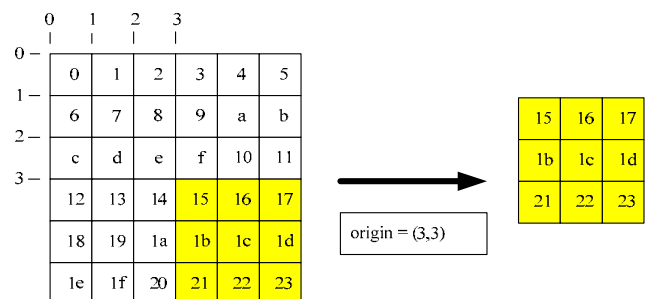 0 1 2 3
0
0 1 2 3 4 5
1
6 7 8 9 a b
2
c d e f 10 11
3
12 13 14 15 16 17
18 19 1a 1b 1c 1d
1e 1f 20 21 22 23
origin = (3,3)
15 16 17
1b 1c 1d
21 22 23